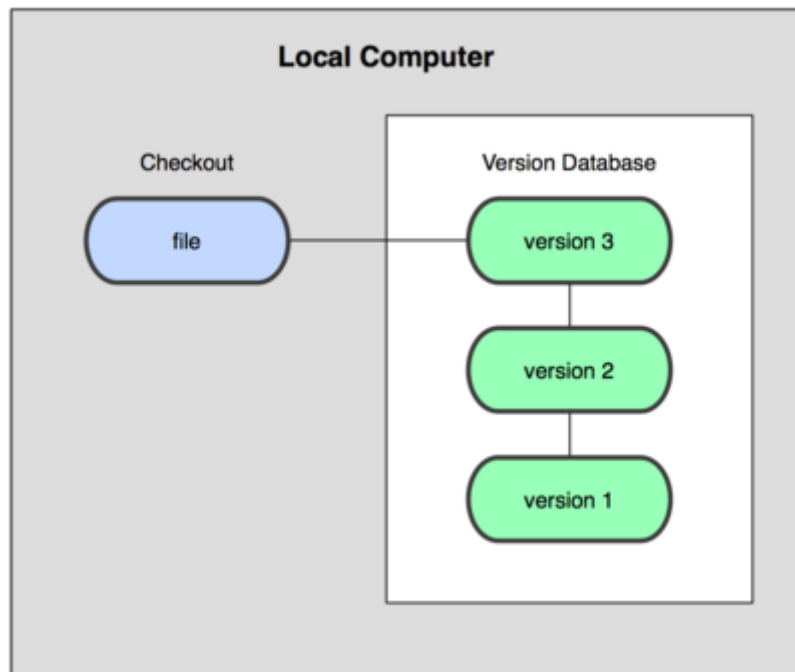 Local Computer
Checkout
Version Database
file
version 3
version 2
version 1